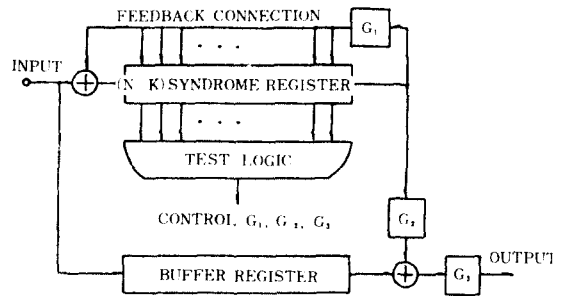 FEEDBACK CONNECTION
G₁
INPUT
(N K) SYNDROME REGISTER
TEST LOGIC
CONTROL, G₁, G₂, G₃
G₂
BUFFER REGISTER
G₃
OUTPUT